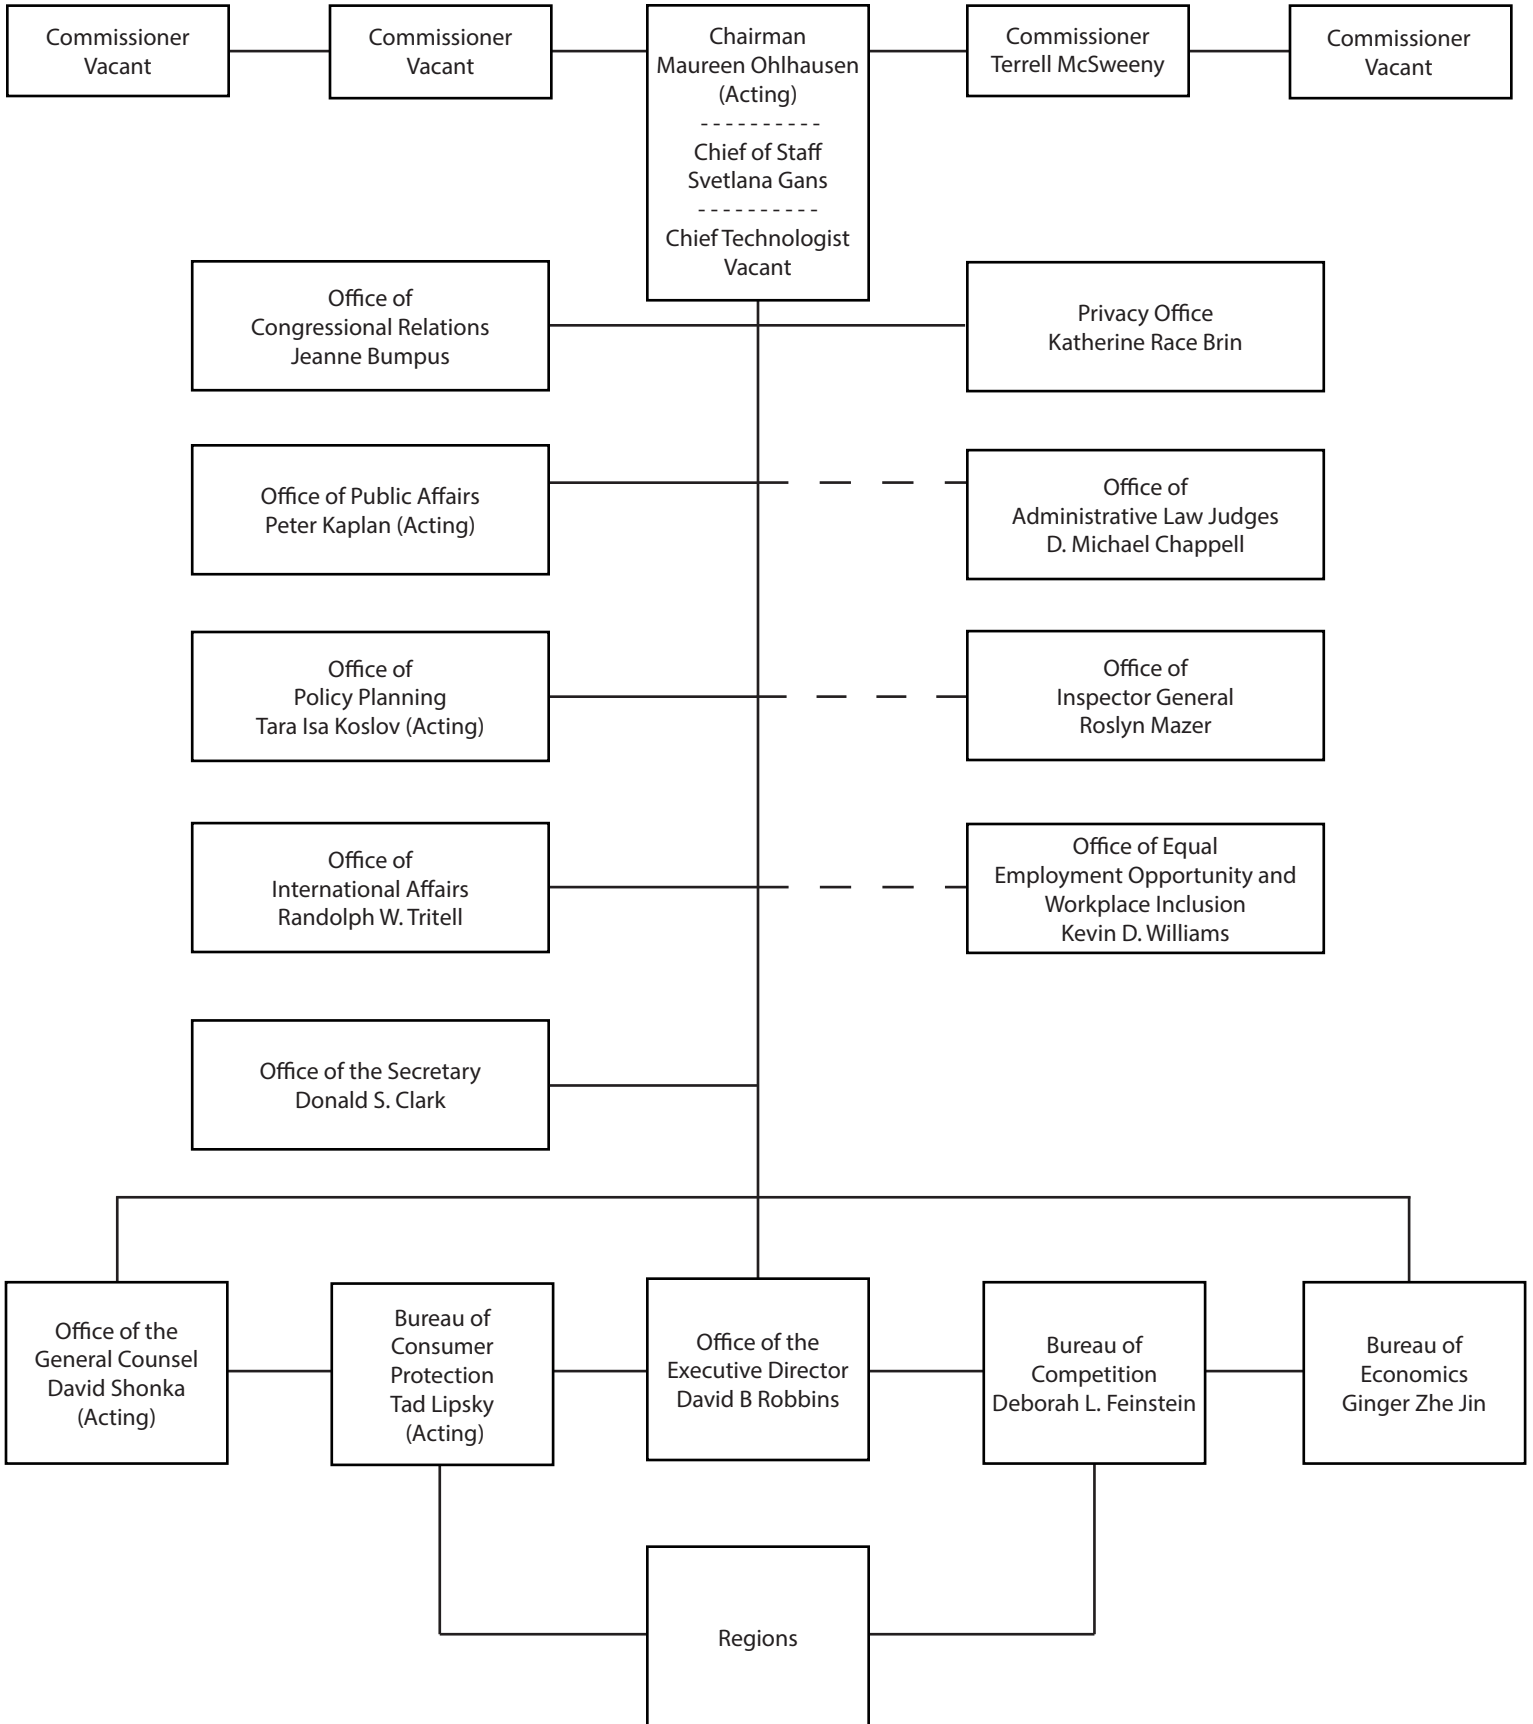 Commissioner
Vacant
Commissioner
Vacant
Chairman
Maureen Ohlhausen
(Acting)
----------
Chief of Staff
Svetlana Gans
----------
Chief Technologist
Vacant
Commissioner
Terrell McSweeny
Commissioner
Vacant
Office of
Congressional Relations
Jeanne Bumpus
Privacy Office
Katherine Race Brin
Office of Public Affairs
Peter Kaplan (Acting)
Office of
Administrative Law Judges
D. Michael Chappell
Office of
Policy Planning
Tara Isa Koslov (Acting)
Office of
Inspector General
Roslyn Mazer
Office of
International Affairs
Randolph W. Tritell
Office of Equal
Employment Opportunity and
Workplace Inclusion
Kevin D. Williams
Office of the Secretary
Donald S. Clark
Office of the
General Counsel
David Shonka
(Acting)
Bureau of
Consumer
Protection
Tad Lipsky
(Acting)
Office of the
Executive Director
David B Robbins
Bureau of
Competition
Deborah L. Feinstein
Bureau of
Economics
Ginger Zhe Jin
Regions